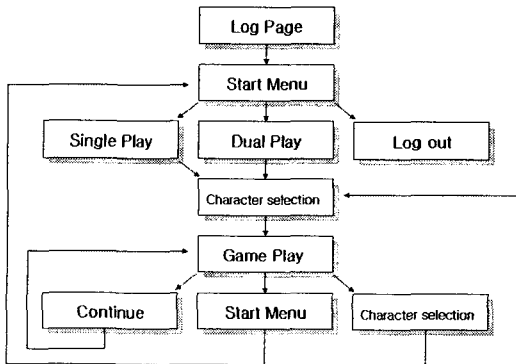 Log Page
Start Menu
Single Play
Dual Play
Log out
Character selection
Game Play
Continue
Start Menu
Character selection